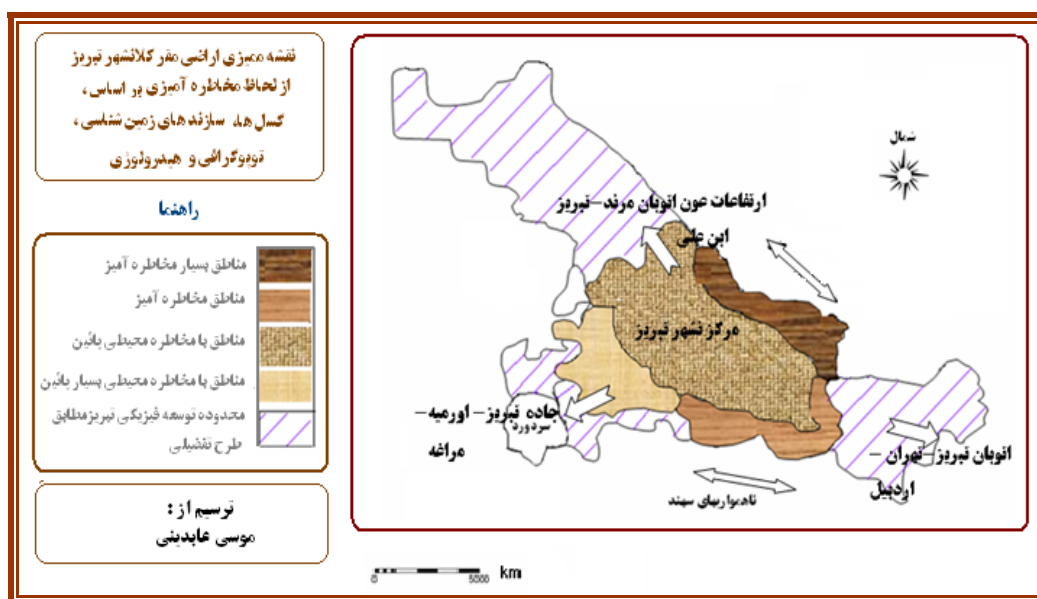 نقشه ممیزی اراضی مقر کلانشهر تبریز
از لحاظ مخاطره آمیزی بر اساس،
گسل ها، سازندهای زمین شناسی،
توپوگرافی و هیدرولوژی
راهنما
مناطق بسیار مخاطره آمیز
مناطق مخاطره آمیز
مناطق با مخاطره محیطی پائین
مناطق با مخاطره محیطی بسیار پائین
محدوده توسعه فیزیکی تبریز مطابق
طرح تفضیلی
ترسیم از :
موسی عابدینی
شمال
ارتفاعات عون اتوبان مرند-تبریز
ابن علی
مرکز شهر تبریز
جاده تبریز- اورمیه-
سردورد
مراغه
اتوبان تبریز-تهران -
اردبیل
ناهمواریهای سهند
0 5000 km